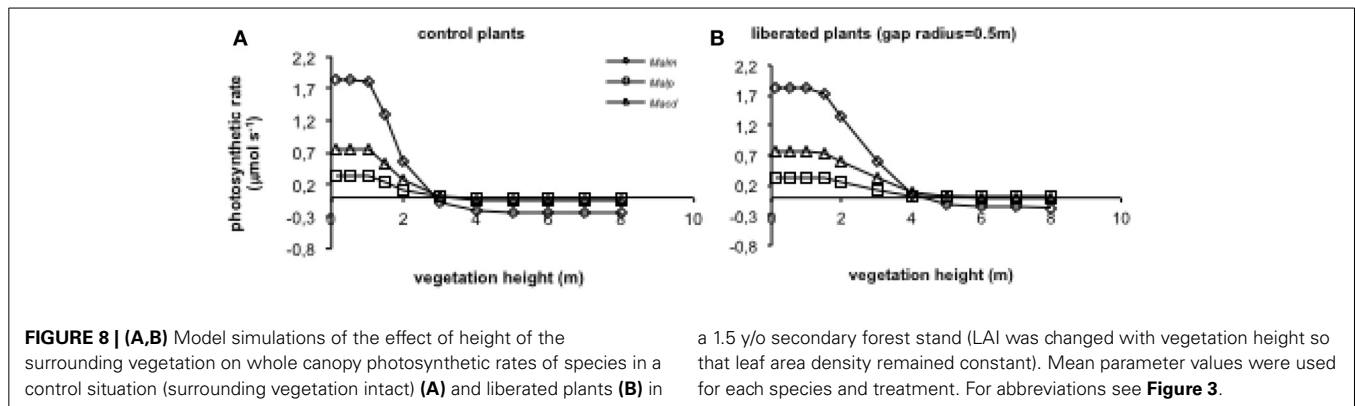 A
control plants
2,2
1,7
1,2
0,7
0,2
-0,3
-0,8
0
2
4
6
8
10
photosynthetic rate
(µmol s⁻¹)
vegetation height (m)
Malm
Malp
Macd
B
liberated plants (gap radius=0.5m)
2,2
1,7
1,2
0,7
0,2
-0,3
-0,8
0
2
4
6
8
10
vegetation height (m)
FIGURE 8 | (A,B) Model simulations of the effect of height of the
surrounding vegetation on whole canopy photosynthetic rates of species in a
control situation (surrounding vegetation intact) (A) and liberated plants (B) in
a 1.5 y/o secondary forest stand (LAI was changed with vegetation height so
that leaf area density remained constant). Mean parameter values were used
for each species and treatment. For abbreviations see Figure 3.